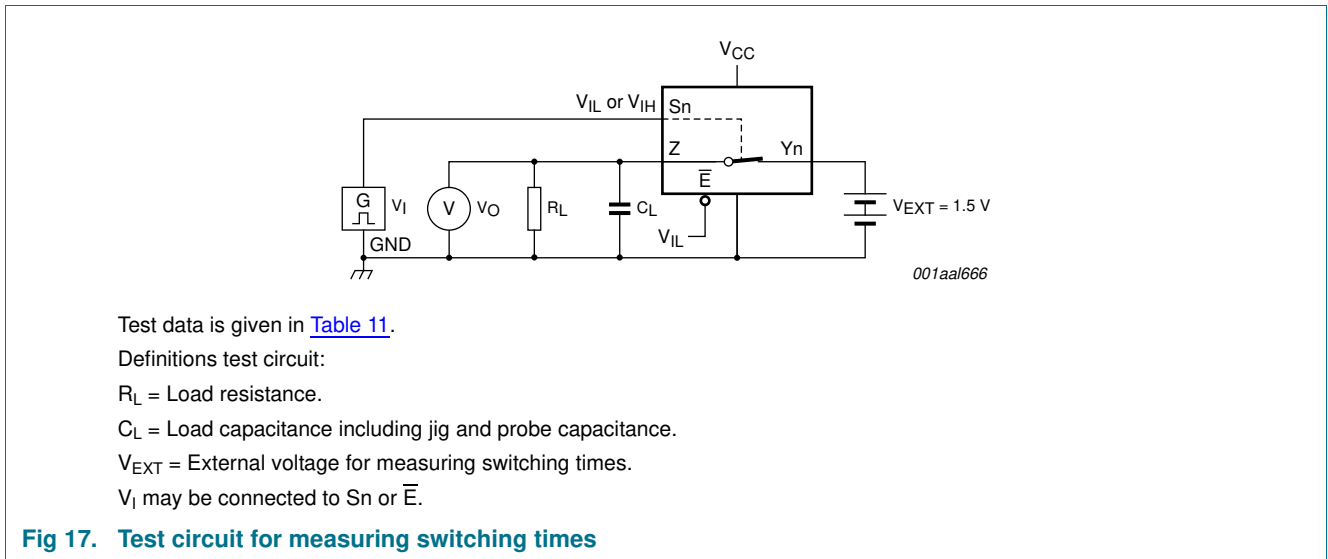 VCC
VIL or VIH Sn
Z Yn
E̅
G VI V VO RL CL VEXT = 1.5 V
VIL
GND
001aal666
Test data is given in Table 11.
Definitions test circuit:
RL = Load resistance.
CL = Load capacitance including jig and probe capacitance.
VEXT = External voltage for measuring switching times.
VI may be connected to Sn or E̅.
Fig 17. Test circuit for measuring switching times